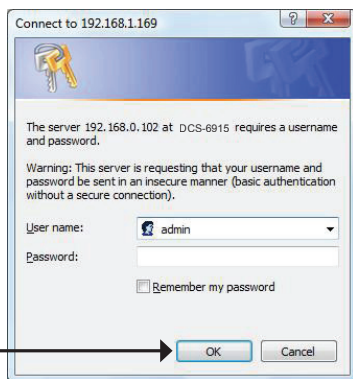 Connect to 192.168.1.169
The server 192.168.0.102 at DCS-6915 requires a username
and password.
Warning: This server is requesting that your username and
password be sent in an insecure manner (basic authentication
without a secure connection).
User name:
admin
Password:
Remember my password
OK
Cancel